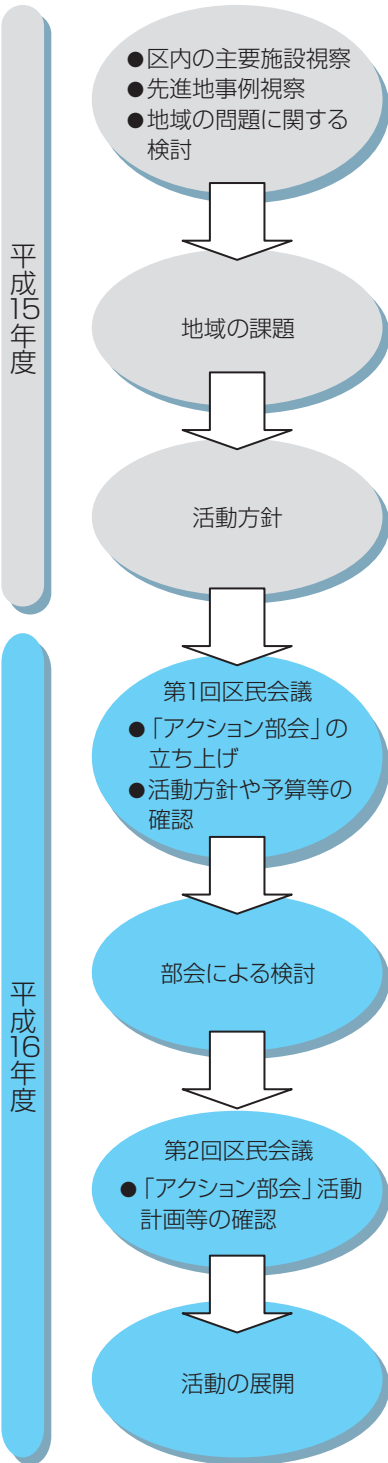 平成15年度
●区内の主要施設視察
●先進地事例視察
●地域の問題に関する
検討
地域の課題
活動方針
平成16年度
第1回区民会議
●「アクション部会」の
立ち上げ
●活動方針や予算等の
確認
部会による検討
第2回区民会議
●「アクション部会」活動
計画等の確認
活動の展開